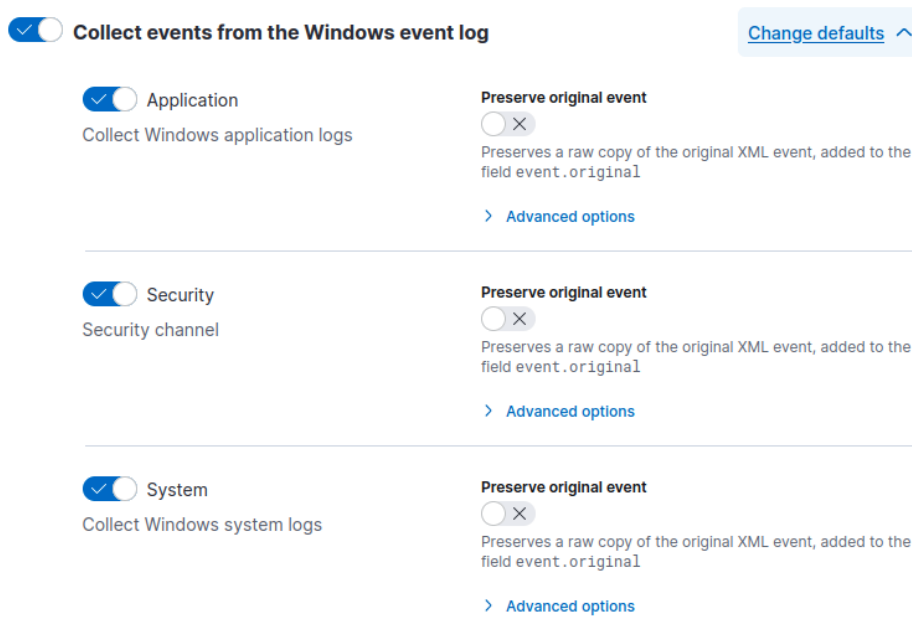 Collect events from the Windows event log
Change defaults
Application
Collect Windows application logs
Preserve original event
Preserves a raw copy of the original XML event, added to the
field event.original
Advanced options
Security
Security channel
Preserve original event
Preserves a raw copy of the original XML event, added to the
field event.original
Advanced options
System
Collect Windows system logs
Preserve original event
Preserves a raw copy of the original XML event, added to the
field event.original
Advanced options